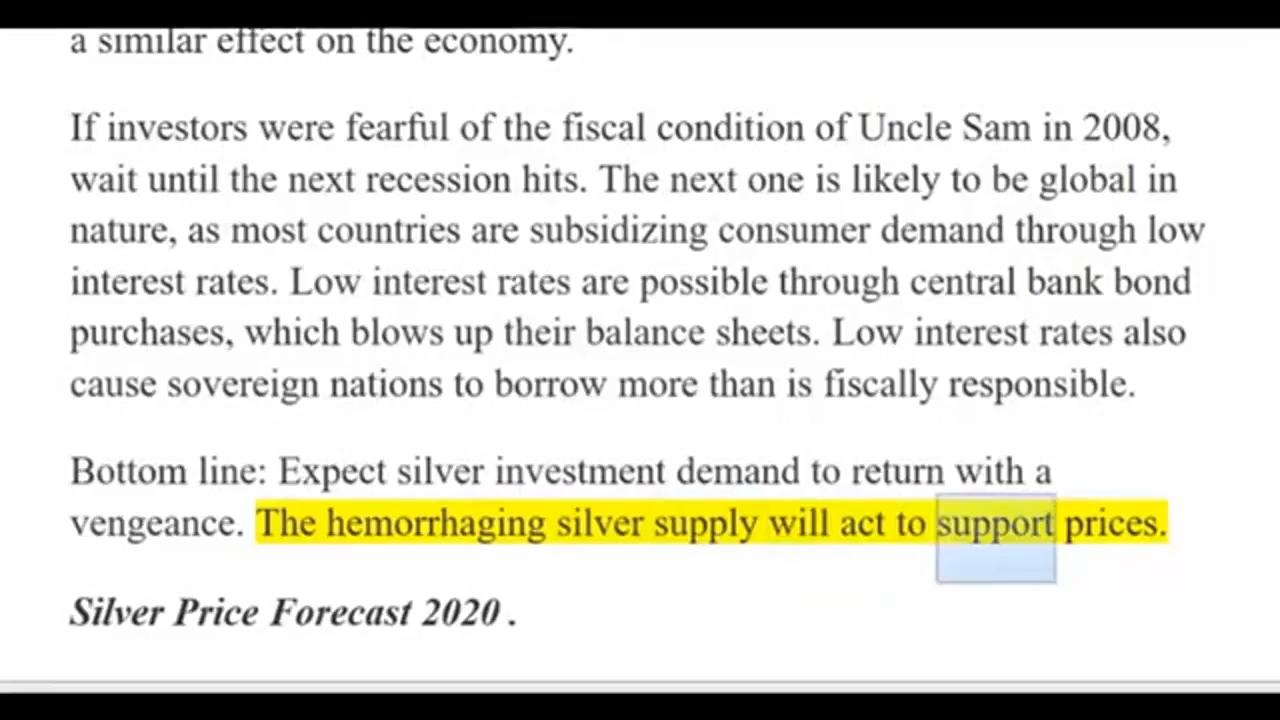 a similar effect on the economy.
If investors were fearful of the fiscal condition of Uncle Sam in 2008,
wait until the next recession hits. The next one is likely to be global in
nature, as most countries are subsidizing consumer demand through low
interest rates. Low interest rates are possible through central bank bond
purchases, which blows up their balance sheets. Low interest rates also
cause sovereign nations to borrow more than is fiscally responsible.
Bottom line: Expect silver investment demand to return with a
vengeance. The hemorrhaging silver supply will act to support prices.
Silver Price Forecast 2020 .